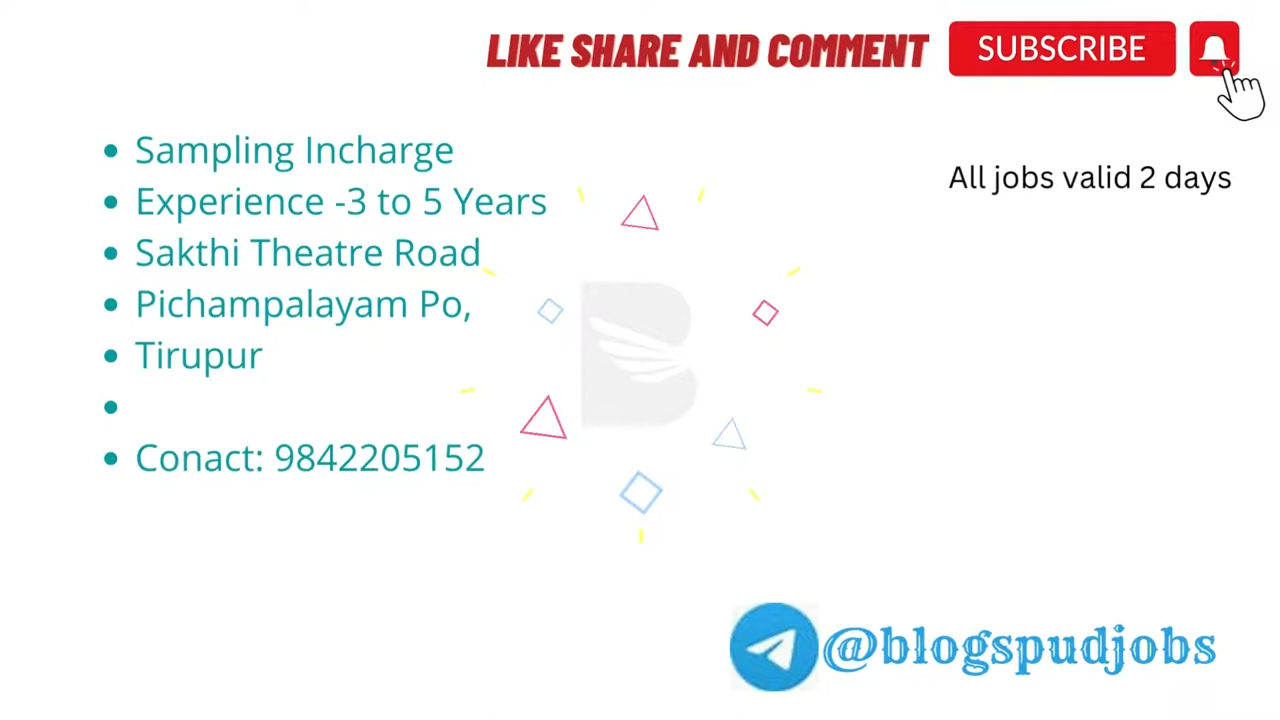 LIKE SHARE AND COMMENT
SUBSCRIBE
All jobs valid 2 days
• Sampling Incharge
• Experience -3 to 5 Years
• Sakthi Theatre Road
• Pichampalayam Po,
• Tirupur
•
• Conact: 9842205152
@blogspudjobs